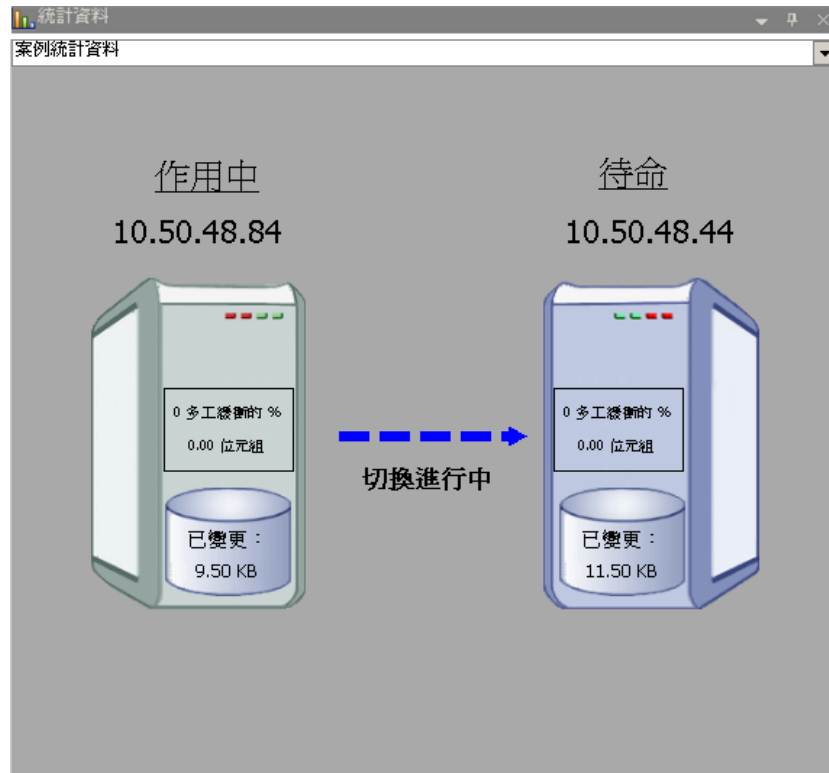 統計資料
案例統計資料
作用中
待命
10.50.48.84
10.50.48.44
0 多工緩衝的 %
0.00 位元組
0 多工緩衝的 %
0.00 位元組
切換進行中
已變更：
9.50 KB
已變更：
11.50 KB